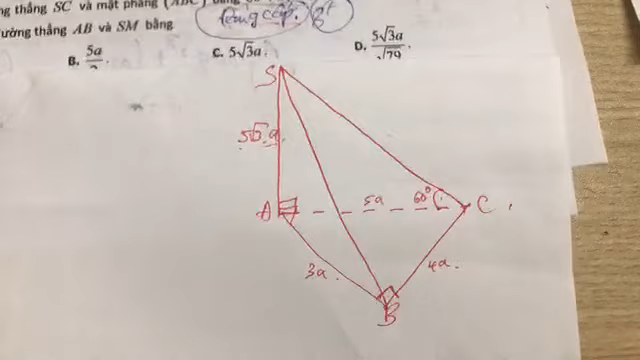 ng thẳng SC và mặt phẳng (ABC) bằng
ường thẳng AB và SM bằng
B. 5a
C. 5√3a.
D. 5√3a/√79.
S
5√3a
A
5a
60°
C
3a
4a
B